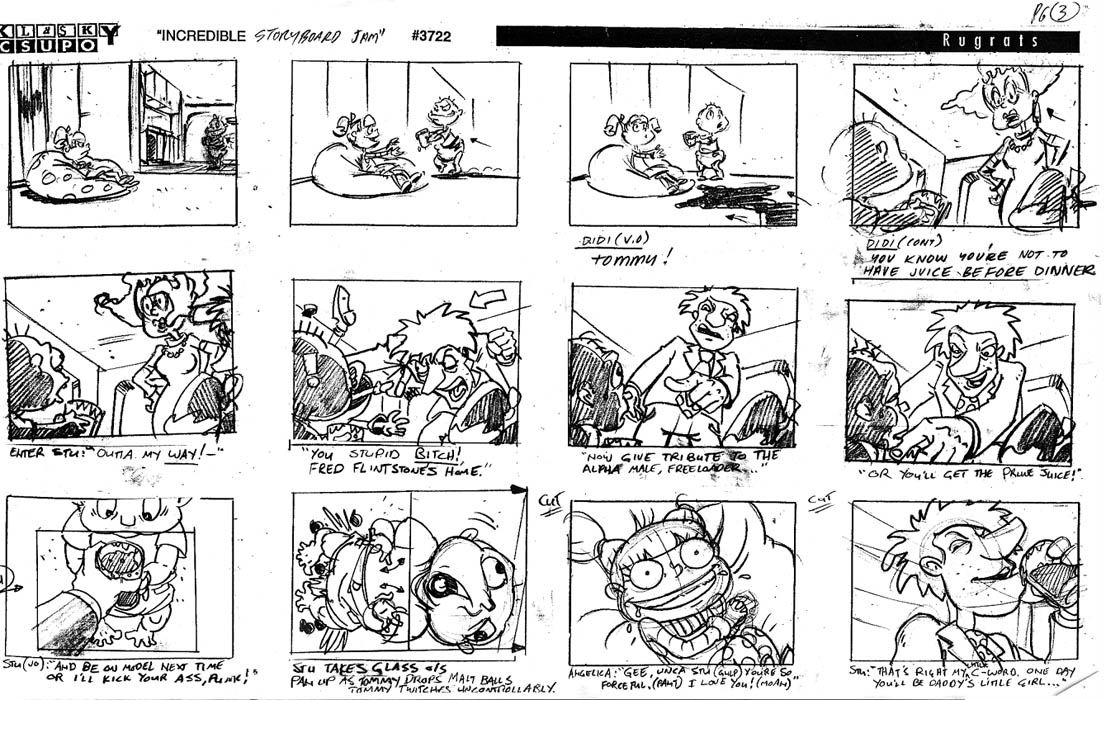 PG(3)
KLASKY
CSUPO
"INCREDIBLE STORYBOARD JAM"
#3722
Rugrats
DIDI (V.O)
TOMMY!
DIDI (CONT)
YOU KNOW YOU'RE NOT TO
HAVE JUICE BEFORE DINNER
ENTER STU: "OUTTA MY WAY!—"
"YOU STUPID BITCH!
FRED FLINTSTONE'S HOME."
"NOW GIVE TRIBUTE TO THE
ALPHA MALE, FREELOADER..."
"OR YOU'LL GET THE PRUNE JUICE!"
STU (VO): "AND BE ON MODEL NEXT TIME
OR I'LL KICK YOUR ASS, PUNK!"
STU TAKES GLASS O/S
PAN UP AS TOMMY DROPS MALT BALLS
TOMMY TWITCHES UNCONTROLLABLY.
CUT
ANGELICA: "GEE, UNCA STU (GULP) YOU'RE SO
FORCEFUL. (PANT) I LOVE YOU! (MOAN)"
CUT
STU: "THAT'S RIGHT MY LITTLE C-WORD. ONE DAY
YOU'LL BE DADDY'S LITTLE GIRL..."